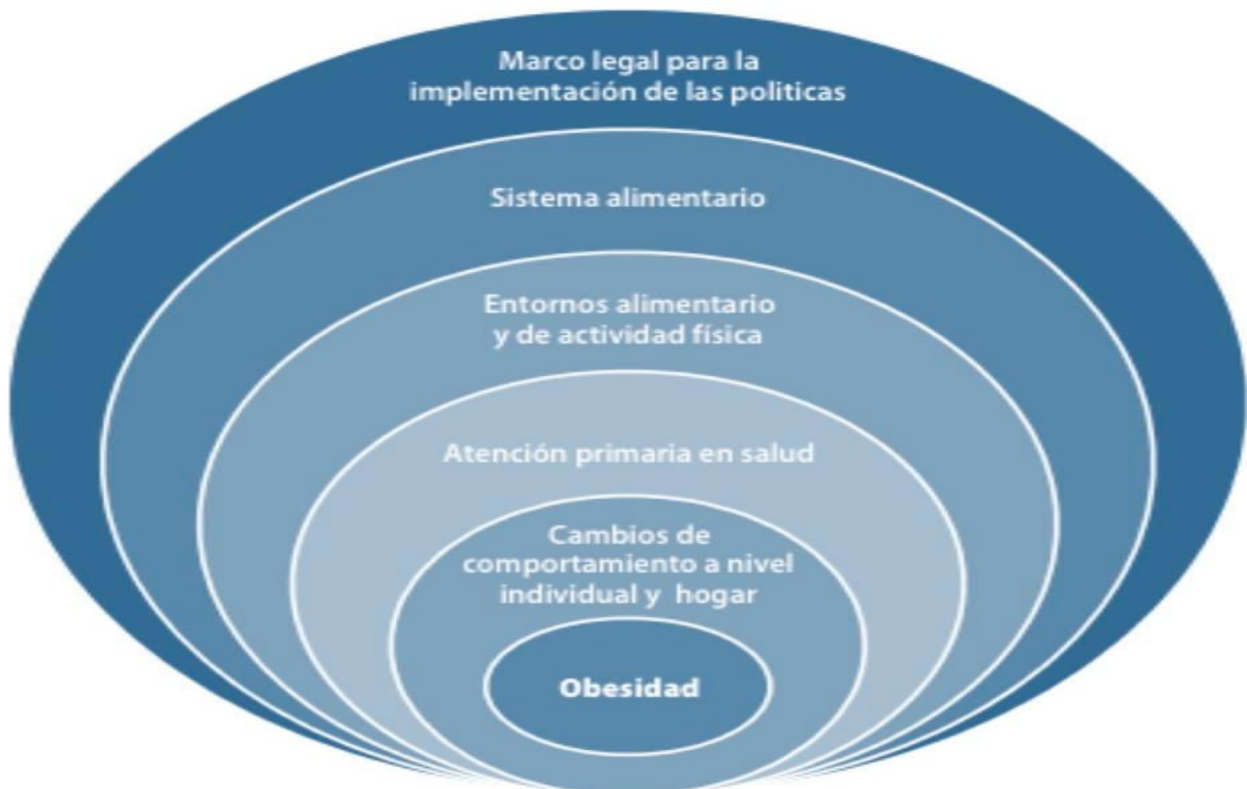 Marco legal para la
implementación de las politicas
Sistema alimentario
Entornos alimentario
y de actividad física
Atención primaria en salud
Cambios de
comportamiento a nivel
individual y hogar
Obesidad